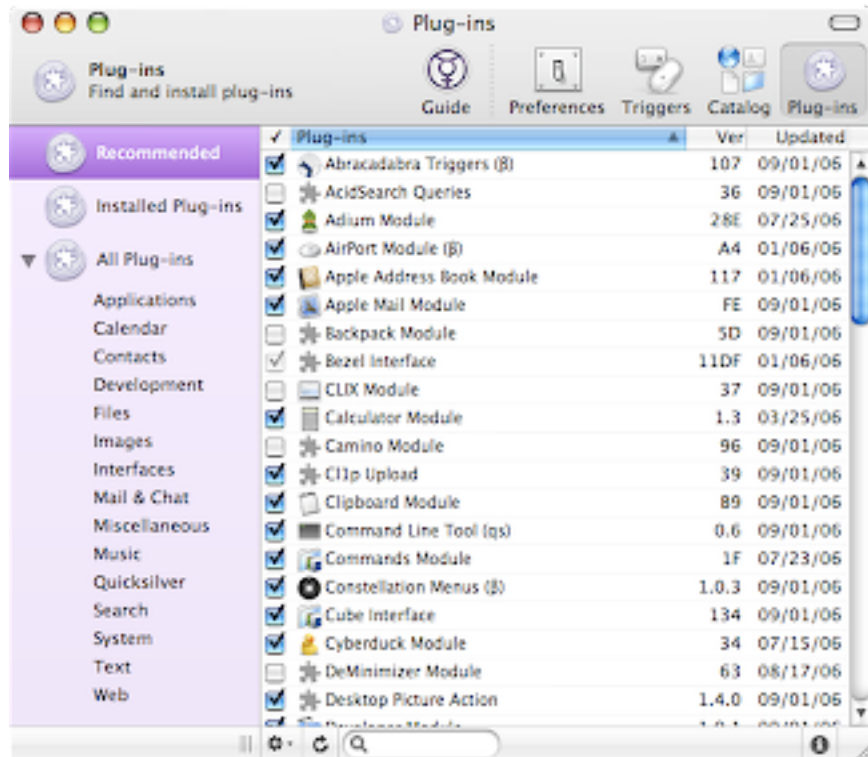 Plug-ins
Plug-ins
Find and install plug-ins
Guide Preferences Triggers Catalog Plug-ins
Recommended
Installed Plug-ins
All Plug-ins
Applications
Calendar
Contacts
Development
Files
Images
Interfaces
Mail & Chat
Miscellaneous
Music
Quicksilver
Search
System
Text
Web
✓ Plug-ins Ver Updated
Abracadabra Triggers (β) 107 09/01/06
AcidSearch Queries 36 09/01/06
Adium Module 28E 07/25/06
AirPort Module (β) A4 01/06/06
Apple Address Book Module 117 01/06/06
Apple Mail Module FE 09/01/06
Backpack Module 5D 09/01/06
Bezel Interface 11DF 01/06/06
CLIX Module 37 09/01/06
Calculator Module 1.3 03/25/06
Camino Module 96 09/01/06
Cl1p Upload 39 09/01/06
Clipboard Module 89 09/01/06
Command Line Tool (qs) 0.6 09/01/06
Commands Module 1F 07/23/06
Constellation Menus (β) 1.0.3 09/01/06
Cube Interface 134 09/01/06
Cyberduck Module 34 07/15/06
DeMinimizer Module 63 08/17/06
Desktop Picture Action 1.4.0 09/01/06